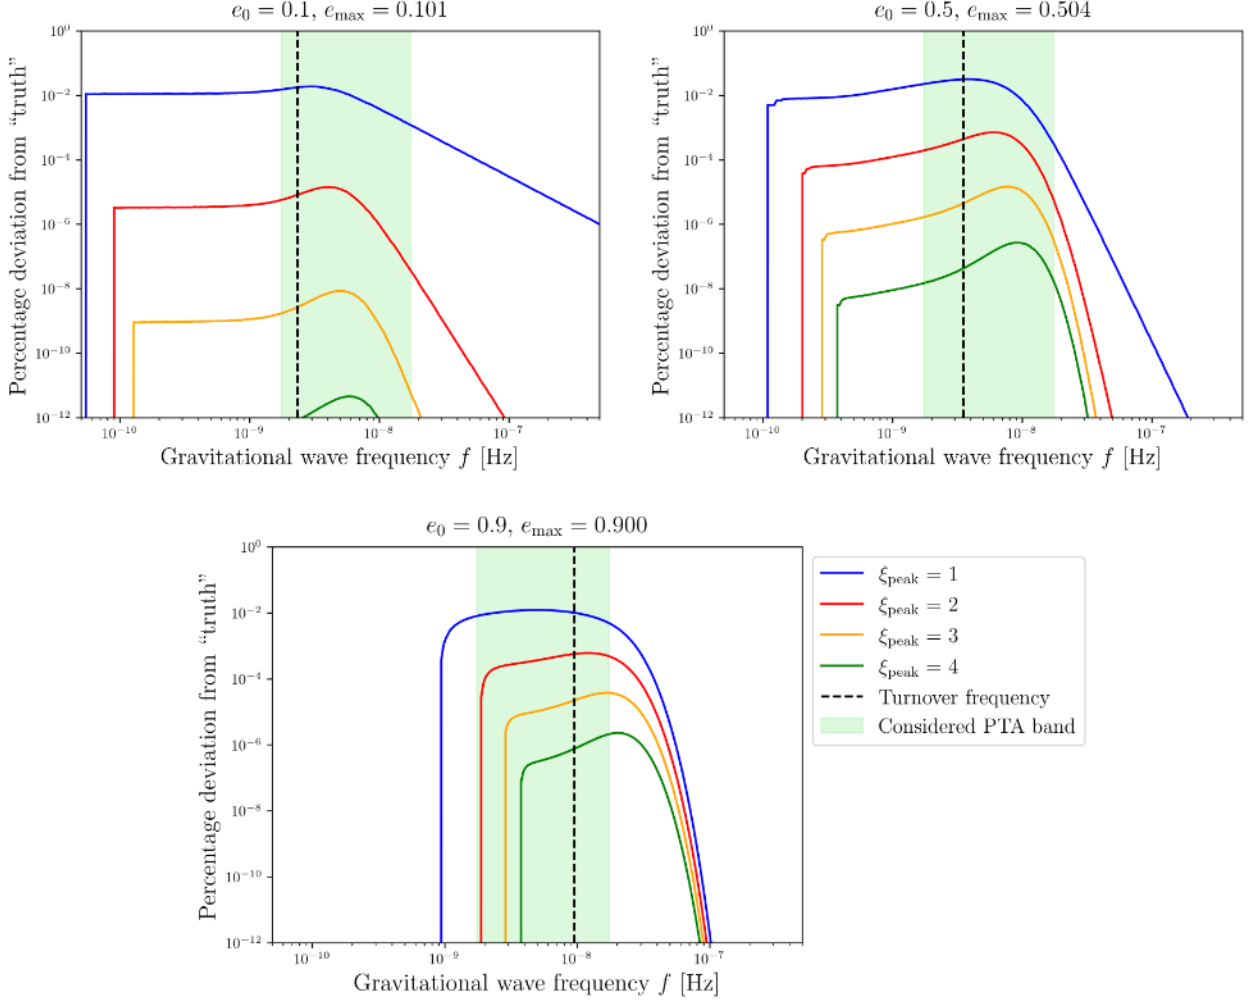 e₀ = 0.1, e_max = 0.101
Percentage deviation from “truth”
10⁰
10⁻²
10⁻⁴
10⁻⁶
10⁻⁸
10⁻¹⁰
10⁻¹²
10⁻¹⁰
10⁻⁹
10⁻⁸
10⁻⁷
Gravitational wave frequency f [Hz]
e₀ = 0.5, e_max = 0.504
Percentage deviation from “truth”
10⁰
10⁻²
10⁻⁴
10⁻⁶
10⁻⁸
10⁻¹⁰
10⁻¹²
10⁻¹⁰
10⁻⁹
10⁻⁸
10⁻⁷
Gravitational wave frequency f [Hz]
e₀ = 0.9, e_max = 0.900
Percentage deviation from “truth”
10⁰
10⁻²
10⁻⁴
10⁻⁶
10⁻⁸
10⁻¹⁰
10⁻¹²
10⁻¹⁰
10⁻⁹
10⁻⁸
10⁻⁷
Gravitational wave frequency f [Hz]
ξ_peak = 1
ξ_peak = 2
ξ_peak = 3
ξ_peak = 4
Turnover frequency
Considered PTA band